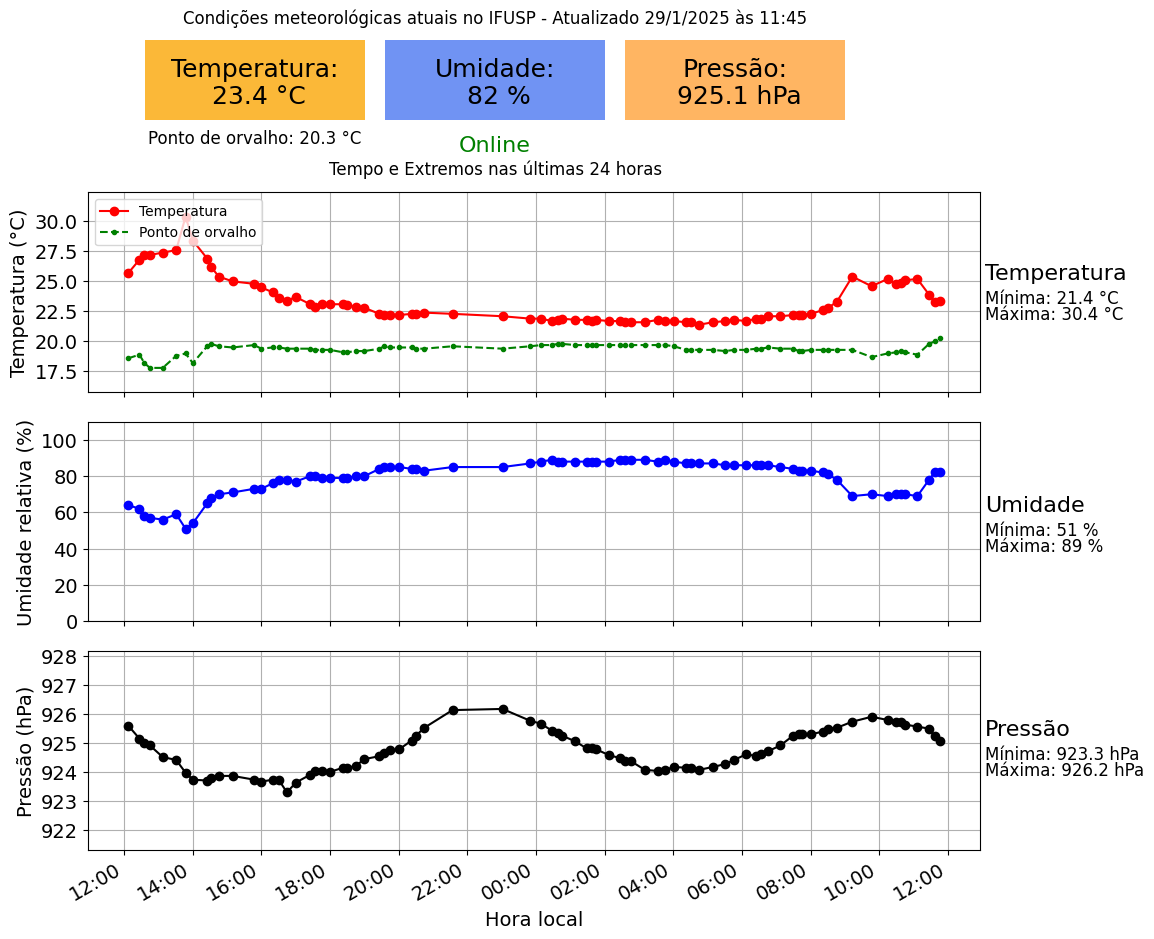 Condições meteorológicas atuais no IFUSP - Atualizado 29/1/2025 às 11:45
Temperatura:
23.4 °C
Umidade:
82 %
Pressão:
925.1 hPa
Ponto de orvalho: 20.3 °C
Online
Tempo e Extremos nas últimas 24 horas
Temperatura (°C)
30.0
27.5
25.0
22.5
20.0
17.5
Temperatura
Ponto de orvalho
Temperatura
Mínima: 21.4 °C
Máxima: 30.4 °C
Umidade relativa (%)
100
80
60
40
20
0
Umidade
Mínima: 51 %
Máxima: 89 %
Pressão (hPa)
928
927
926
925
924
923
922
Pressão
Mínima: 923.3 hPa
Máxima: 926.2 hPa
12:00
14:00
16:00
18:00
20:00
22:00
00:00
02:00
04:00
06:00
08:00
10:00
12:00
Hora local